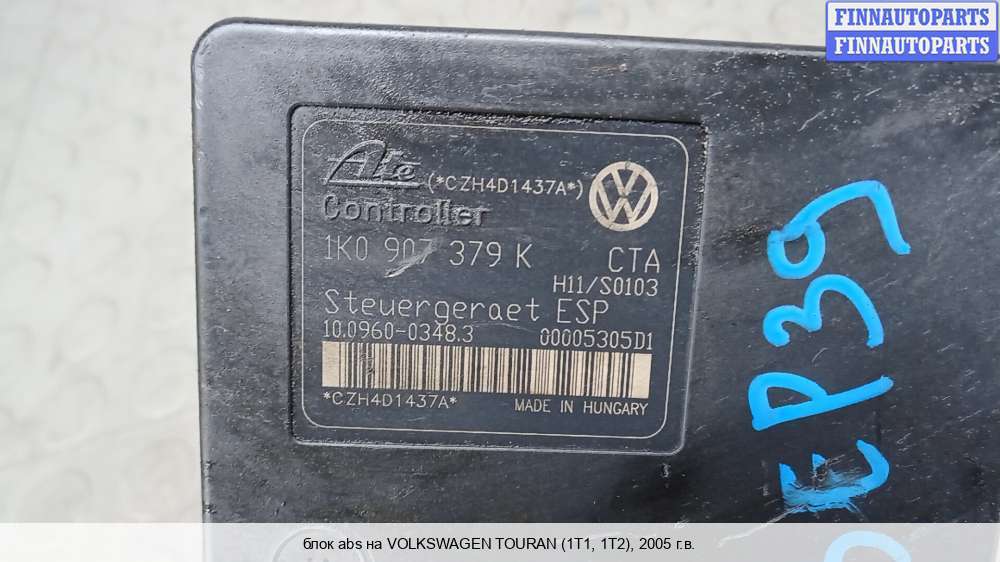 FINNAUTOPARTS
FINNAUTOPARTS
Ate (*CZH4D1437A*)
Controller
1K0 907 379 K CTA
H11/S0103
Steuergeraet ESP
10.0960-0348.3 00005305D1
*CZH4D1437A* MADE IN HUNGARY
EP39
блок abs на VOLKSWAGEN TOURAN (1T1, 1T2), 2005 г.в.